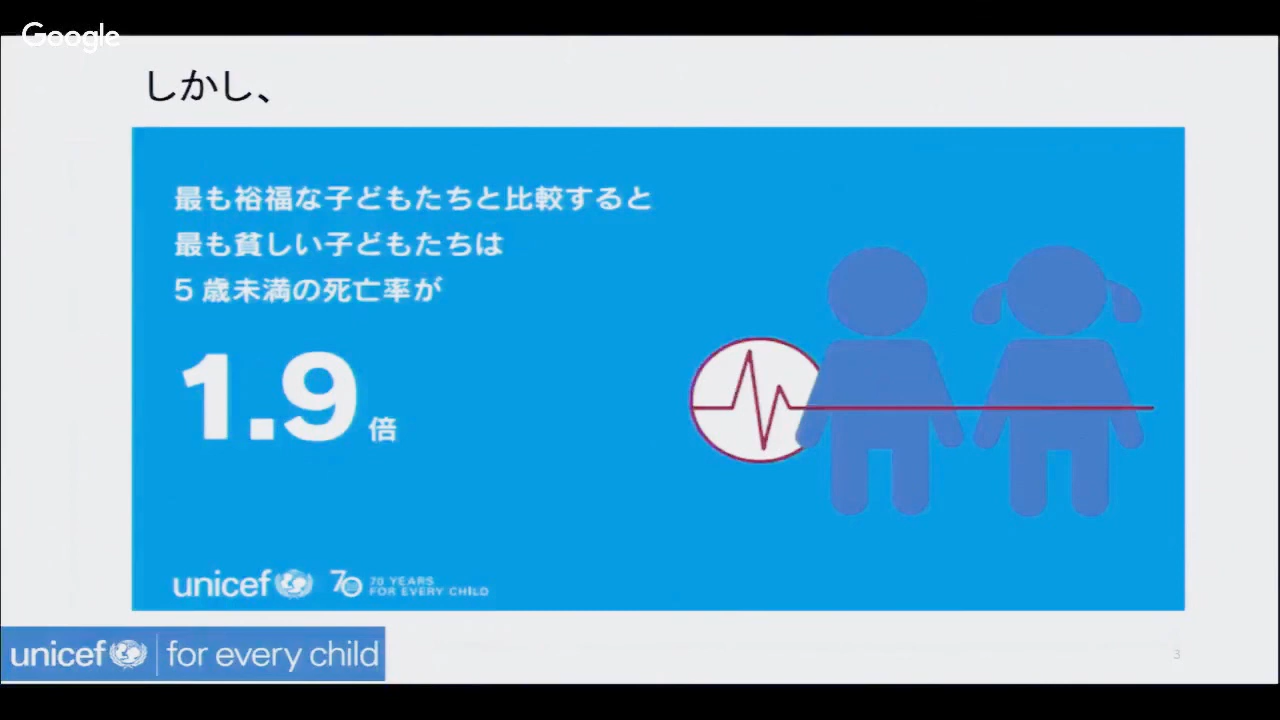 Google
しかし、
最も裕福な子どもたちと比較すると
最も貧しい子どもたちは
5 歳未満の死亡率が
1.9 倍
unicef 70 70 YEARS
FOR EVERY CHILD
unicef for every child
3